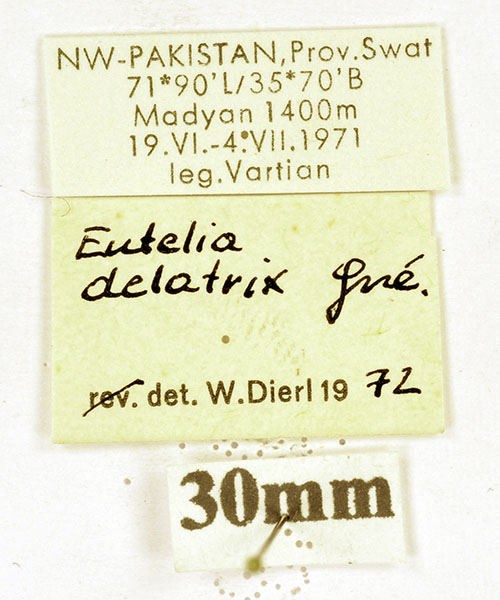 NW-PAKISTAN, Prov. Swat
71*90'L/35*70'B
Madyan 1400m
19.VI.-4.VII.1971
leg. Vartian
Eutelia
delatrix Gné.
rev. det. W. Dierl 19 72
30mm